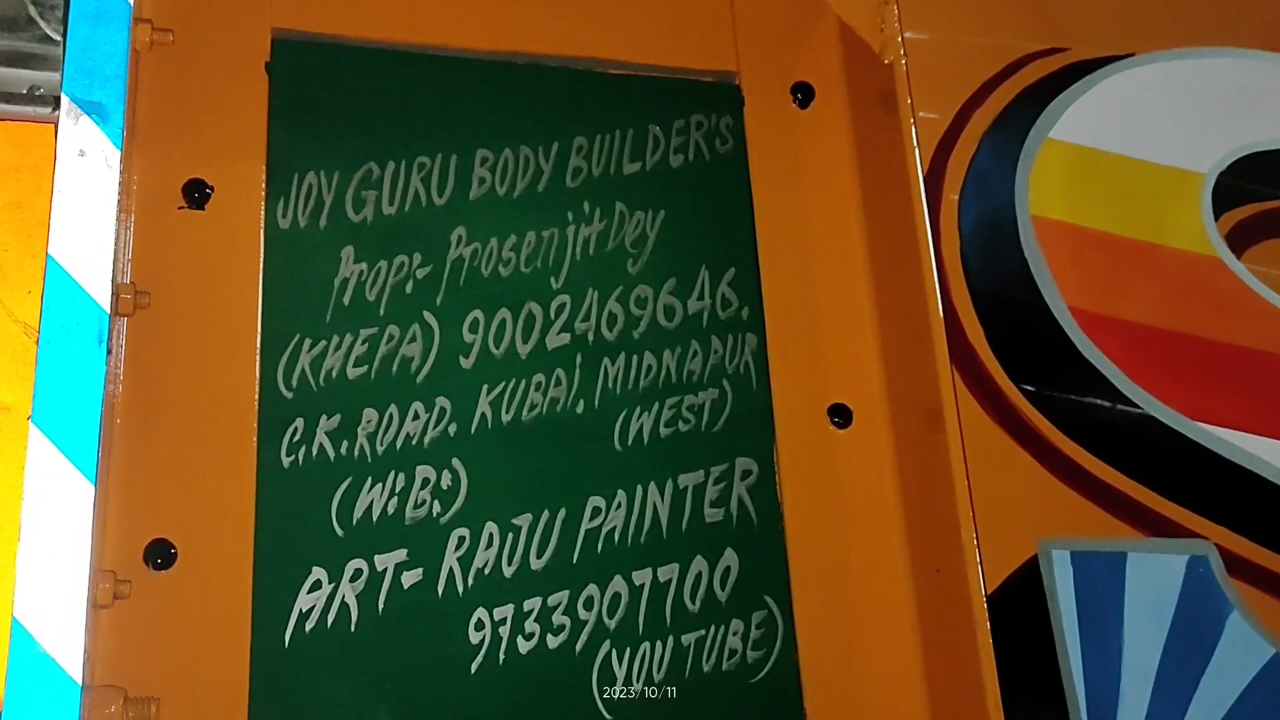 JOY GURU BODY BUILDER'S
Prop:- Prosenjit Dey
(KHEPA) 9002469646.
C.K.ROAD. KUBAI. MIDNAPUR
(WEST)
(W.B.)
ART- RAJU PAINTER
9733907700
(YOU TUBE)
2023/10/11